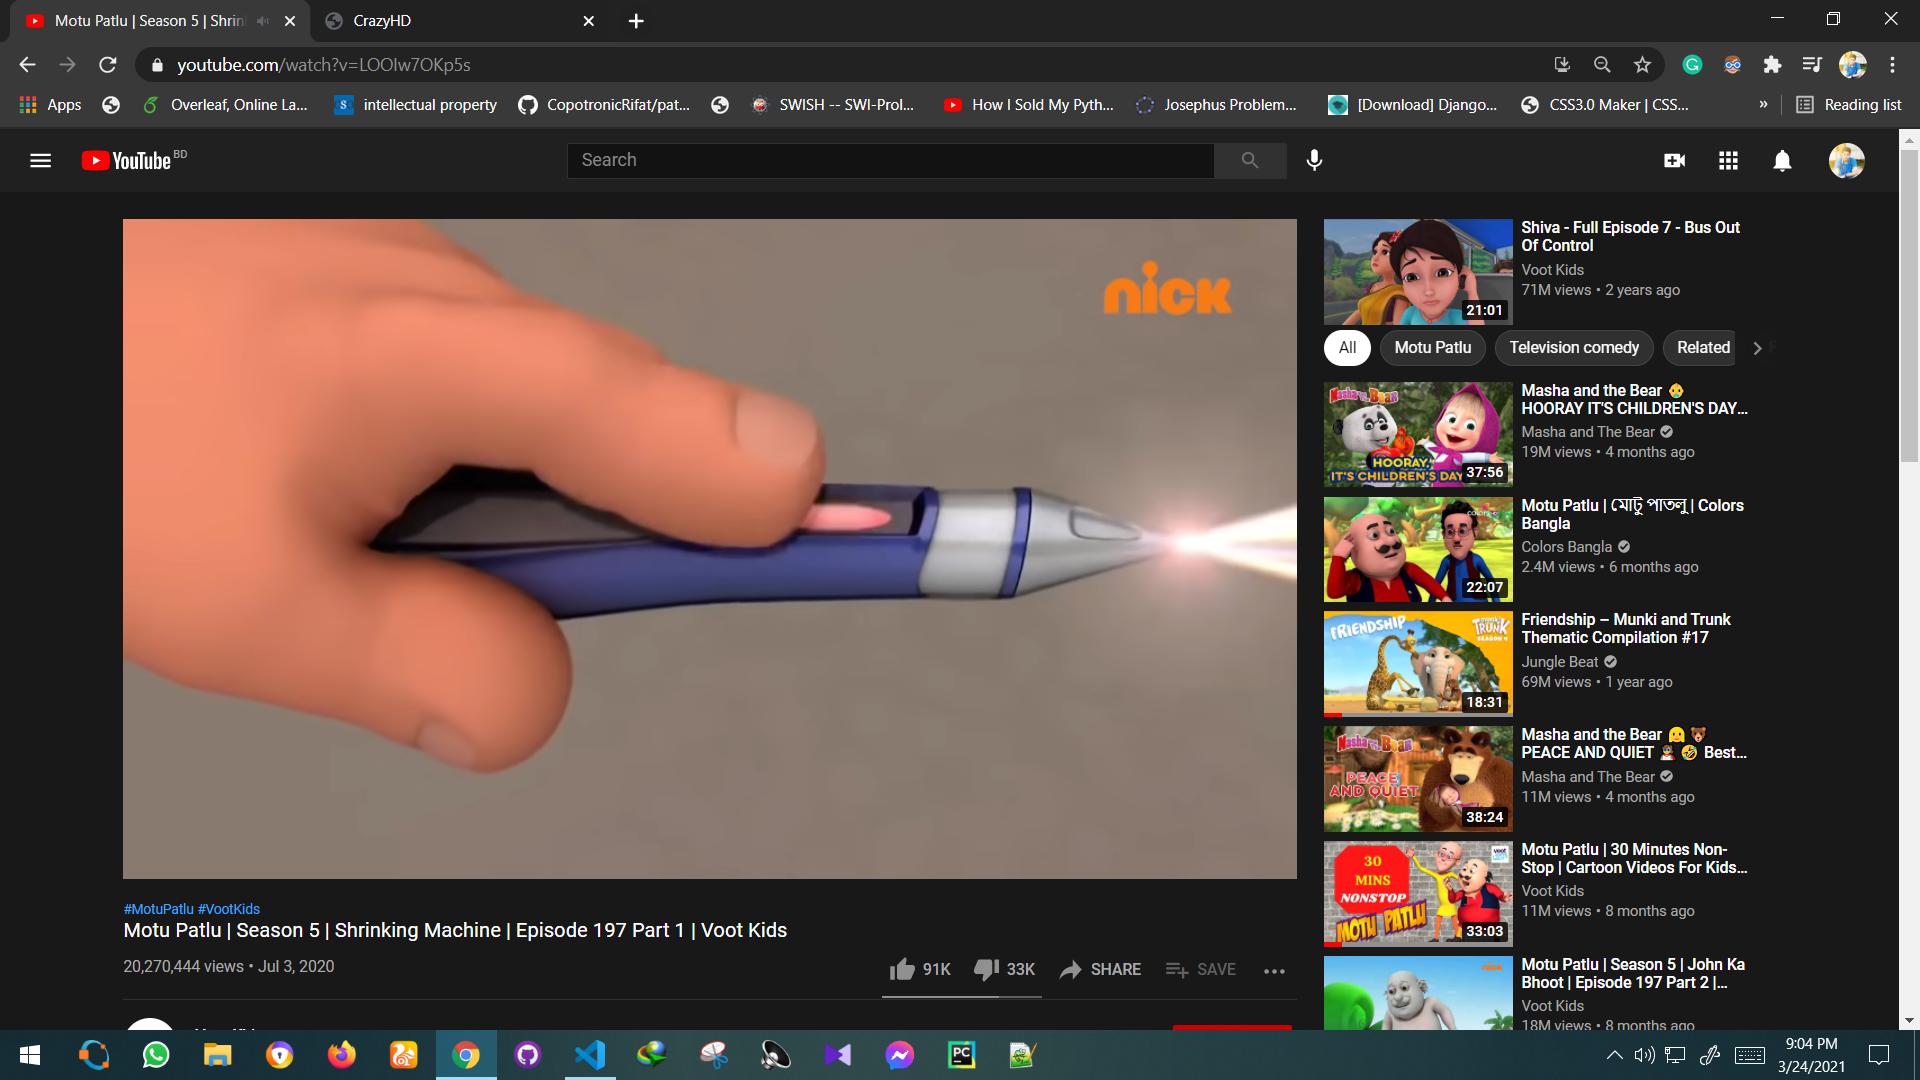 Motu Patlu | Season 5 | Shrin
CrazyHD
youtube.com/watch?v=LOOIw7OKp5s
Apps
Overleaf, Online La...
intellectual property
CopotronicRifat/pat...
SWISH -- SWI-Prol...
How I Sold My Pyth...
Josephus Problem...
[Download] Django...
CSS3.0 Maker | CSS...
»
Reading list
YouTube BD
Search
nick
Shiva - Full Episode 7 - Bus Out
Of Control
Voot Kids
71M views • 2 years ago
21:01
All
Motu Patlu
Television comedy
Related
Masha and the Bear 👶
HOORAY IT'S CHILDREN'S DAY...
Masha and The Bear
19M views • 4 months ago
HOORAY,
IT'S CHILDREN'S DAY
37:56
Motu Patlu | মোটু পাতলু | Colors
Bangla
Colors Bangla
2.4M views • 6 months ago
22:07
Friendship – Munki and Trunk
Thematic Compilation #17
Jungle Beat
69M views • 1 year ago
FRIENDSHIP
TRUNK
18:31
Masha and the Bear 👱‍♀️🐻
PEACE AND QUIET 🤣 Best...
Masha and The Bear
11M views • 4 months ago
PEACE
AND QUIET
38:24
Motu Patlu | 30 Minutes Non-
Stop | Cartoon Videos For Kids...
Voot Kids
11M views • 8 months ago
30
MINS
NONSTOP
MOTU PATLU
33:03
Motu Patlu | Season 5 | John Ka
Bhoot | Episode 197 Part 2 |...
Voot Kids
18M views • 8 months ago
nick
#MotuPatlu #VootKids
Motu Patlu | Season 5 | Shrinking Machine | Episode 197 Part 1 | Voot Kids
20,270,444 views • Jul 3, 2020
91K
33K
SHARE
SAVE
PC
9:04 PM
3/24/2021